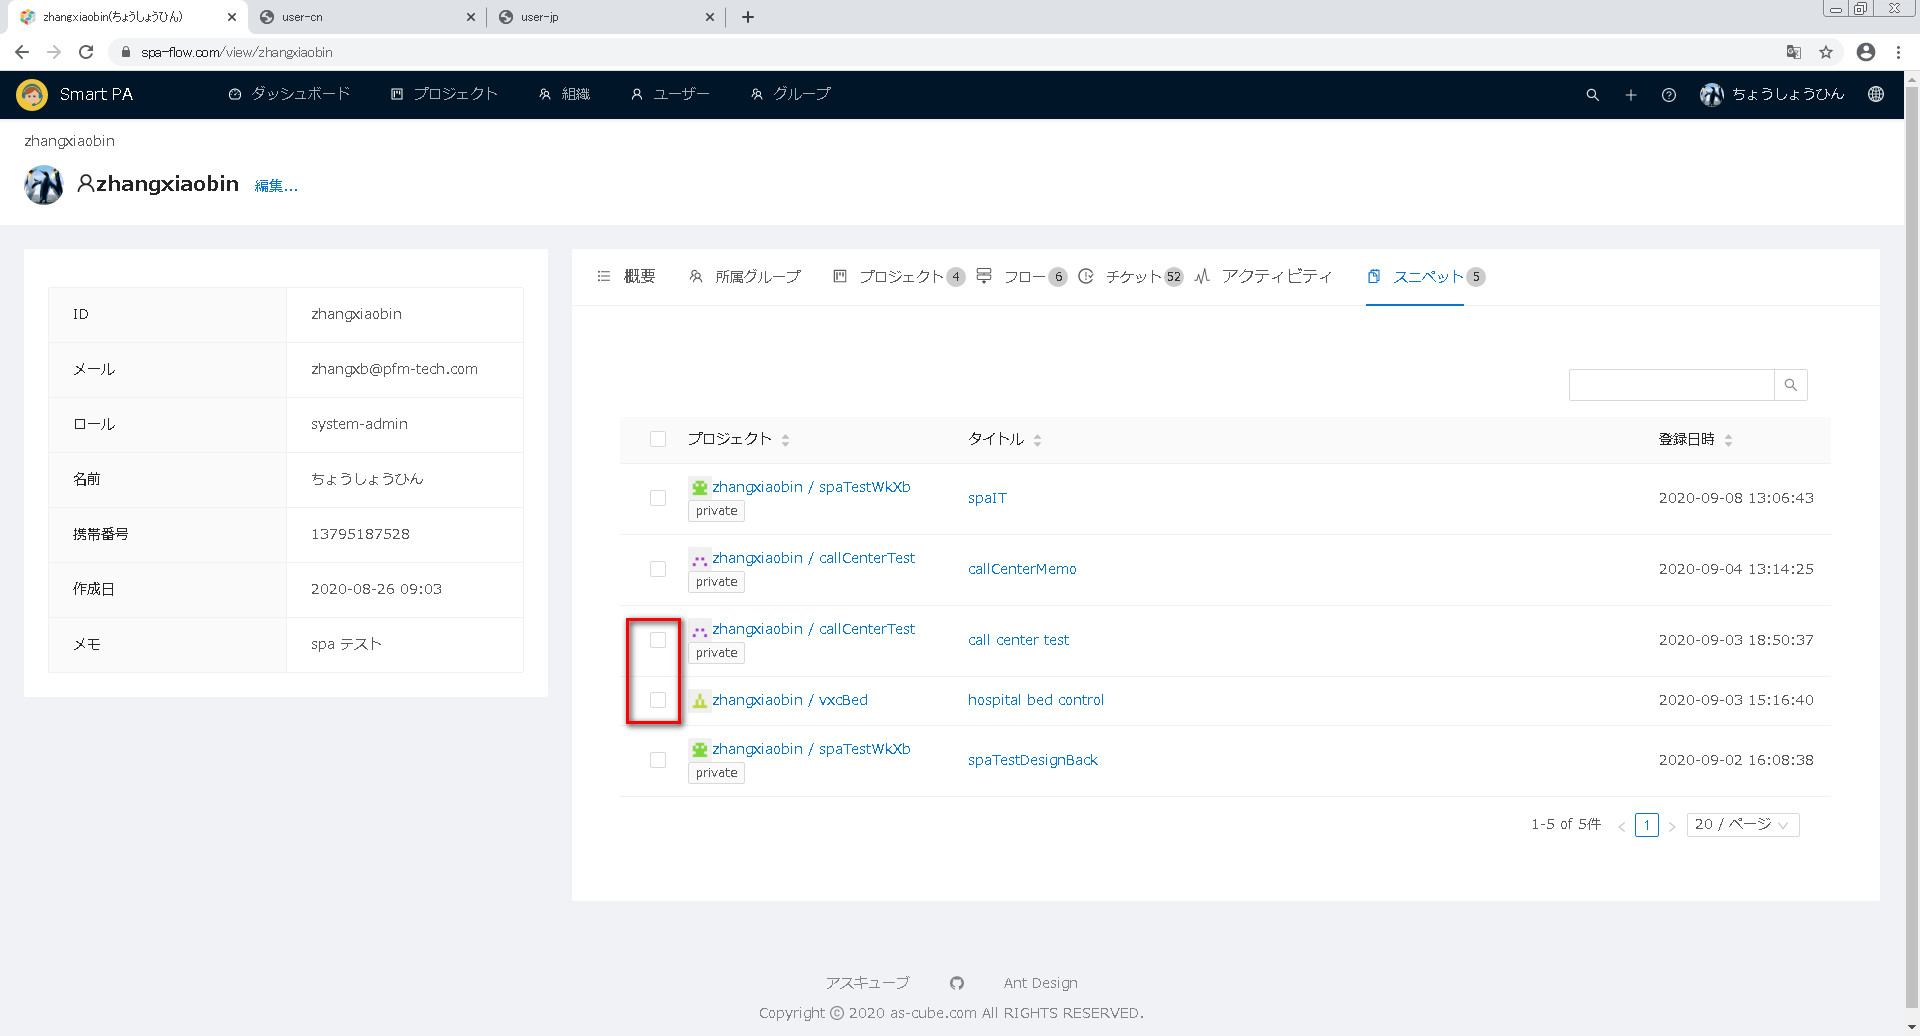 zhangxiaobin(ちょうしょうひん)
user-cn
user-jp
spa-flow.com/view/zhangxiaobin
Smart PA
ダッシュボード
プロジェクト
組織
ユーザー
グループ
ちょうしょうひん
zhangxiaobin
zhangxiaobin 編集...
ID zhangxiaobin
メール zhangxb@pfm-tech.com
ロール system-admin
名前 ちょうしょうひん
携帯番号 13795187528
作成日 2020-08-26 09:03
メモ spa テスト
概要 所属グループ プロジェクト 4 フロー 6 チケット 52 アクティビティ スニペット 5
プロジェクト タイトル 登録日時
zhangxiaobin / spaTestWkXb
private
spaIT
2020-09-08 13:06:43
zhangxiaobin / callCenterTest
private
callCenterMemo
2020-09-04 13:14:25
zhangxiaobin / callCenterTest
private
call center test
2020-09-03 18:50:37
zhangxiaobin / vxcBed
hospital bed control
2020-09-03 15:16:40
zhangxiaobin / spaTestWkXb
private
spaTestDesignBack
2020-09-02 16:08:38
1-5 of 5件 < 1 > 20 / ページ
アスキューブ
Ant Design
Copyright © 2020 as-cube.com All RIGHTS RESERVED.